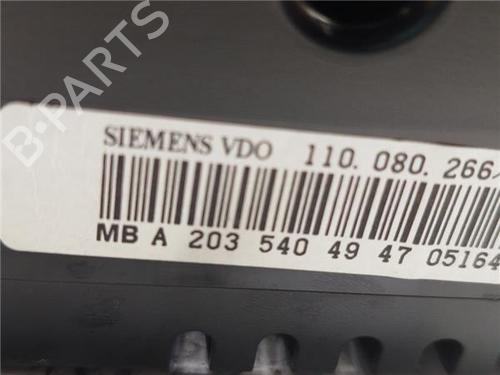 B-PARTS
SIEMENS VDO 110.080.266/
MB A 203 540 49 47 05164